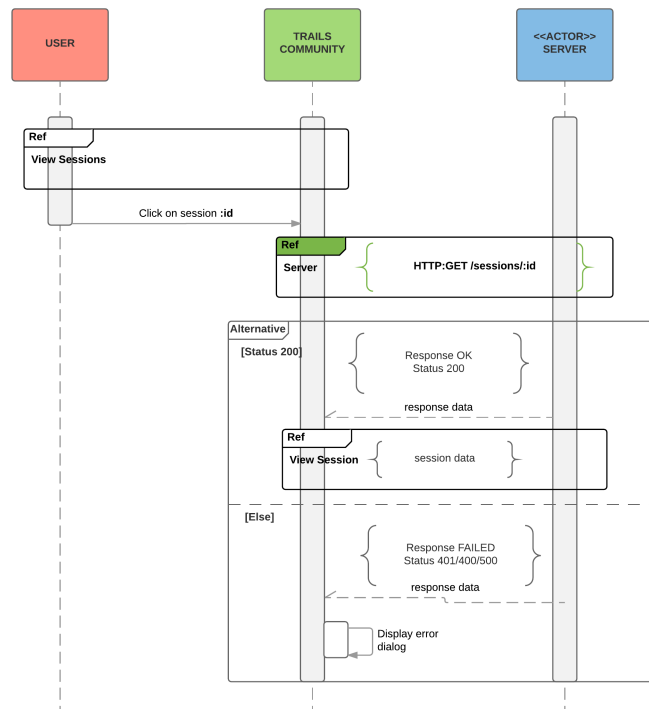 USER
TRAILS
COMMUNITY
<<ACTOR>>
SERVER
Ref
View Sessions
Click on session :id
Ref
Server
HTTP:GET /sessions/:id
Alternative
[Status 200]
Response OK
Status 200
response data
Ref
View Session
session data
[Else]
Response FAILED
Status 401/400/500
response data
Display error
dialog